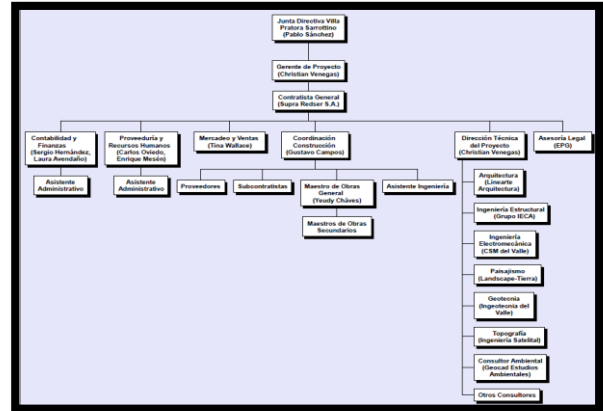 Junta Directiva Villa
Pratora Sarrottino
(Pablo Sánchez)
Gerente de Proyecto
(Christian Venegas)
Contratista General
(Supra Redser S.A.)
Contabilidad y
Finanzas
(Sergio Hernández,
Laura Avendaño)
Proveeduría y
Recursos Humanos
(Carlos Oviedo,
Enrique Mesén)
Mercadeo y Ventas
(Tina Wallace)
Coordinación
Construcción
(Gustavo Campos)
Dirección Técnica
del Proyecto
(Christian Venegas)
Asesoría Legal
(EPG)
Asistente
Administrativo
Asistente
Administrativo
Proveedores
Subcontratistas
Maestro de Obras
General
(Yeudy Cháves)
Asistente Ingeniería
Maestros de Obras
Secundarios
Arquitectura
(Linearte
Arquitectura)
Ingeniería Estructural
(Grupo IECA)
Ingeniería
Electromecánica
(CSM del Valle)
Paisajismo
(Landscape-Tierra)
Geotecnia
(Ingeotecnia del
Valle)
Topografía
(Ingeniería Satelital)
Consultor Ambiental
(Geocad Estudios
Ambientales)
Otros Consultores